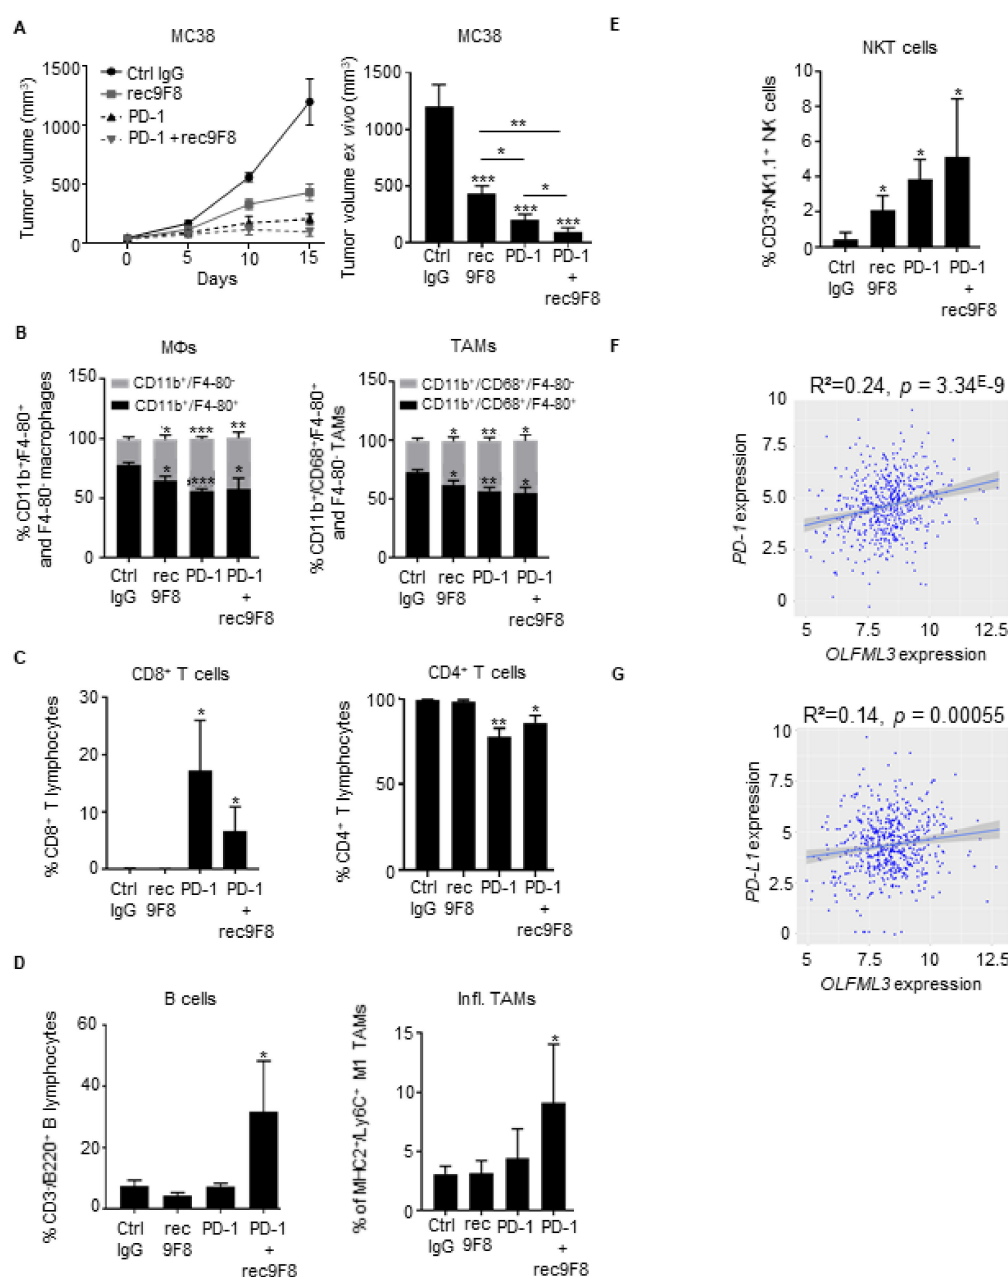 A
MC38
Tumor volume (mm³)
1500
1000
500
0
Ctrl IgG
rec9F8
PD-1
PD-1 +rec9F8
0
5
10
15
Days
MC38
Tumor volume ex vivo (mm³)
1500
1000
500
0
***
***
***
*
**
*
Ctrl
IgG
rec
9F8
PD-1
PD-1
+
rec9F8
E
NKT cells
% CD3⁺/NK1.1⁺ NK cells
10
8
6
4
2
0
*
*
*
Ctrl
IgG
rec
9F8
PD-1
PD-1
+
rec9F8
B
MΦs
% CD11b⁺/F4-80⁺
and F4-80⁻ macrophages
150
100
50
0
CD11b⁺/F4-80⁻
CD11b⁺/F4-80⁺
*
***
**
*
***
*
Ctrl
IgG
rec
9F8
PD-1
PD-1
+
rec9F8
TAMs
% CD11b⁺/CD68⁺/F4-80⁺
and F4-80⁻ TAMs
150
100
50
0
CD11b⁺/CD68⁺/F4-80⁻
CD11b⁺/CD68⁺/F4-80⁺
*
**
*
*
**
*
Ctrl
IgG
rec
9F8
PD-1
PD-1
+
rec9F8
F
R²=0.24, p = 3.34ᴱ-9
PD-1 expression
10
7.5
5.0
2.5
0
5
7.5
10
12.5
OLFML3 expression
C
CD8⁺ T cells
% CD8⁺ T lymphocytes
30
20
10
0
*
*
Ctrl
IgG
rec
9F8
PD-1
PD-1
+
rec9F8
CD4⁺ T cells
% CD4⁺ T lymphocytes
100
50
0
**
*
Ctrl
IgG
rec
9F8
PD-1
PD-1
+
rec9F8
G
R²=0.14, p = 0.00055
PD-L1 expression
10
7.5
5
2.5
0
5
7.5
10
12.5
OLFML3 expression
D
B cells
% CD3⁻/B220⁺ B lymphocytes
60
40
20
0
*
Ctrl
IgG
rec
9F8
PD-1
PD-1
+
rec9F8
Infl. TAMs
% of MHC2⁺/Ly6C⁺ M1 TAMs
15
10
5
0
*
Ctrl
IgG
rec
9F8
PD-1
PD-1
+
rec9F8